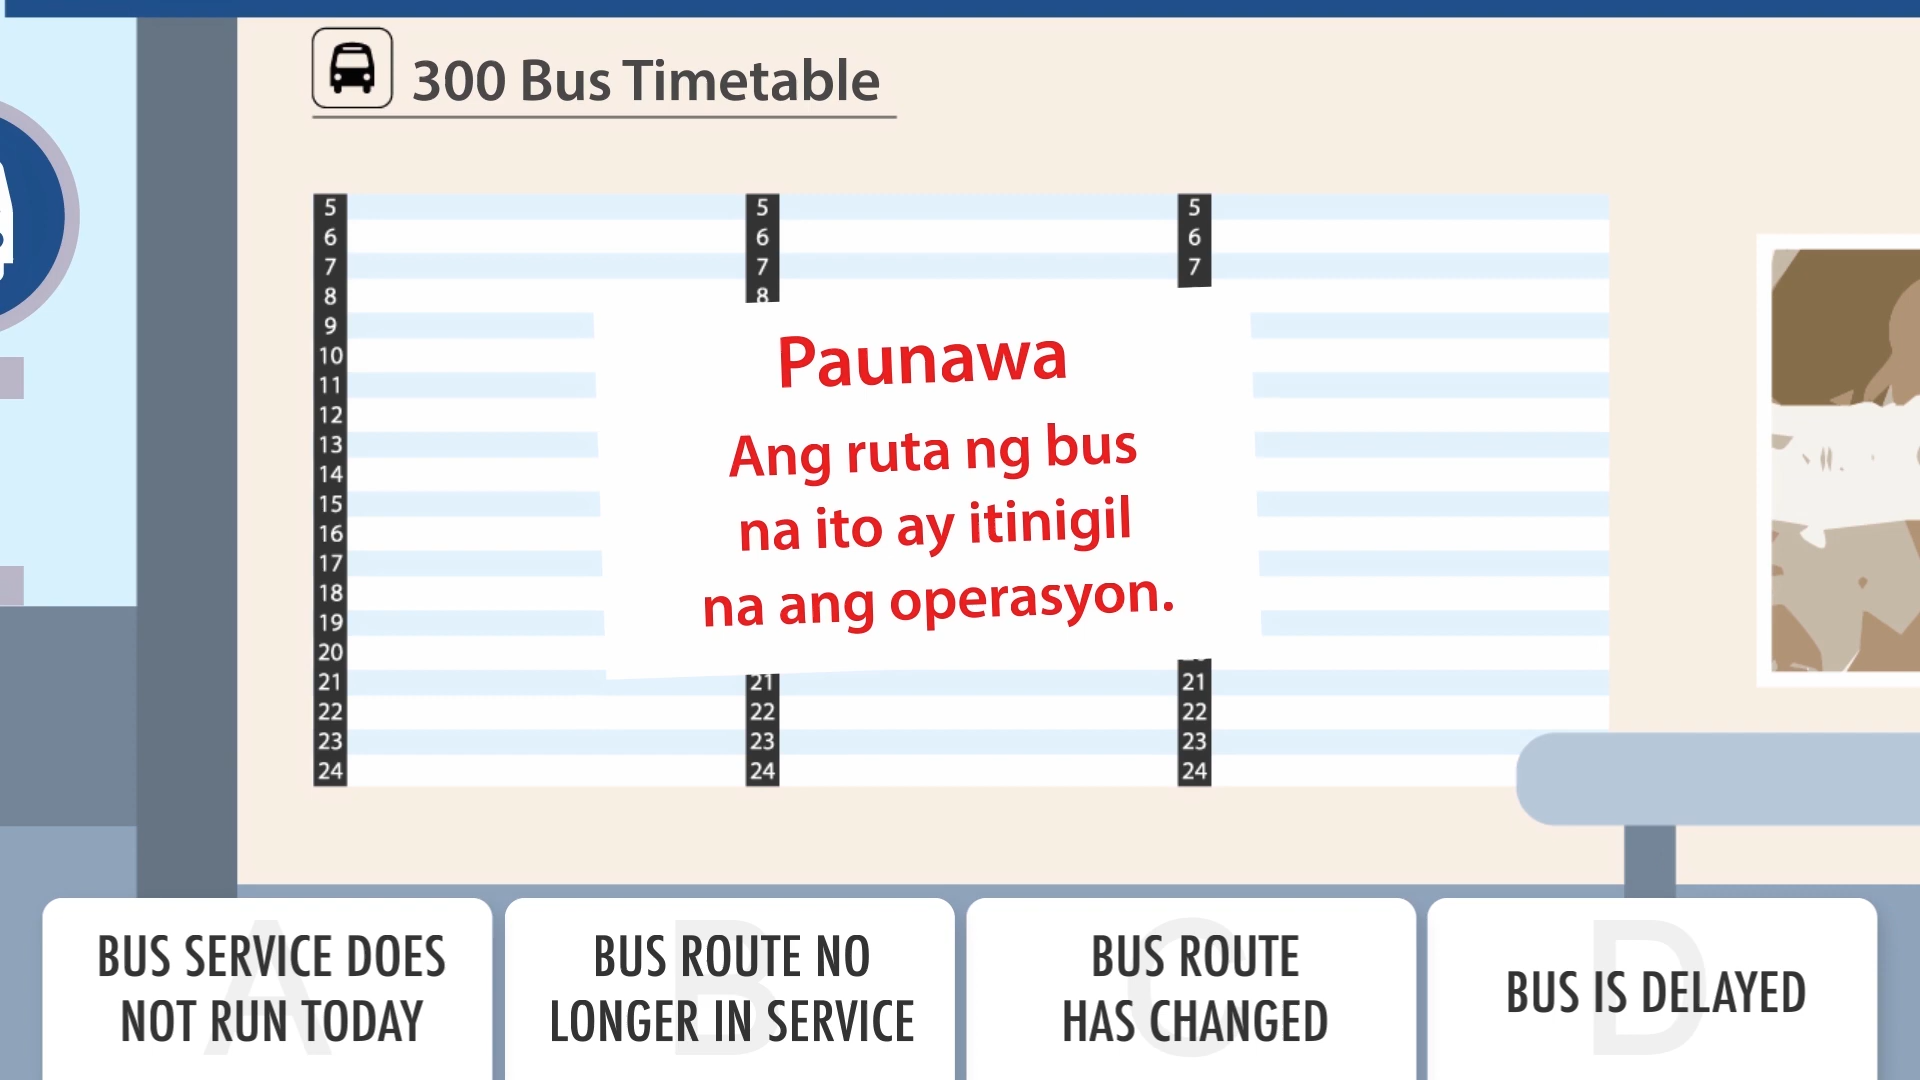 300 Bus Timetable
5 5 5
6 6 6
7 7 7
8 8
9
10
11
12
13
14
15
16
17
18
19
20
21 21 21
22 22 22
23 23 23
24 24 24
Paunawa
Ang ruta ng bus
na ito ay itinigil
na ang operasyon.
A
BUS SERVICE DOES
NOT RUN TODAY
B
BUS ROUTE NO
LONGER IN SERVICE
C
BUS ROUTE
HAS CHANGED
D
BUS IS DELAYED